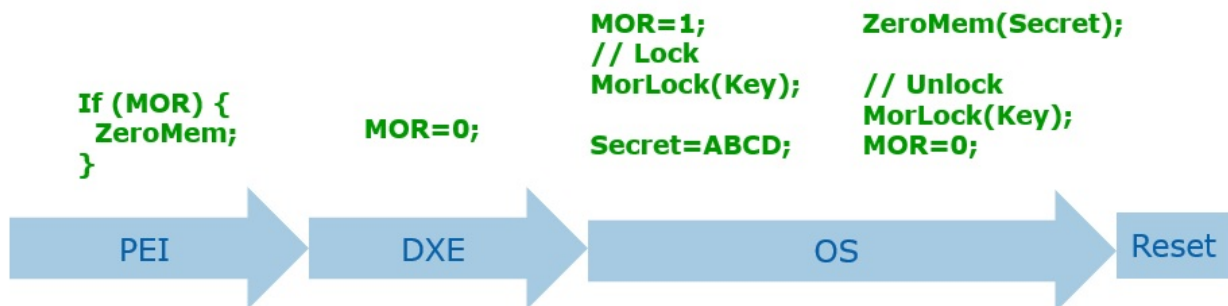 If (MOR) {
ZeroMem;
}
MOR=0;
MOR=1;
// Lock
MorLock(Key);
Secret=ABCD;
ZeroMem(Secret);
// Unlock
MorLock(Key);
MOR=0;
PEI
DXE
OS
Reset